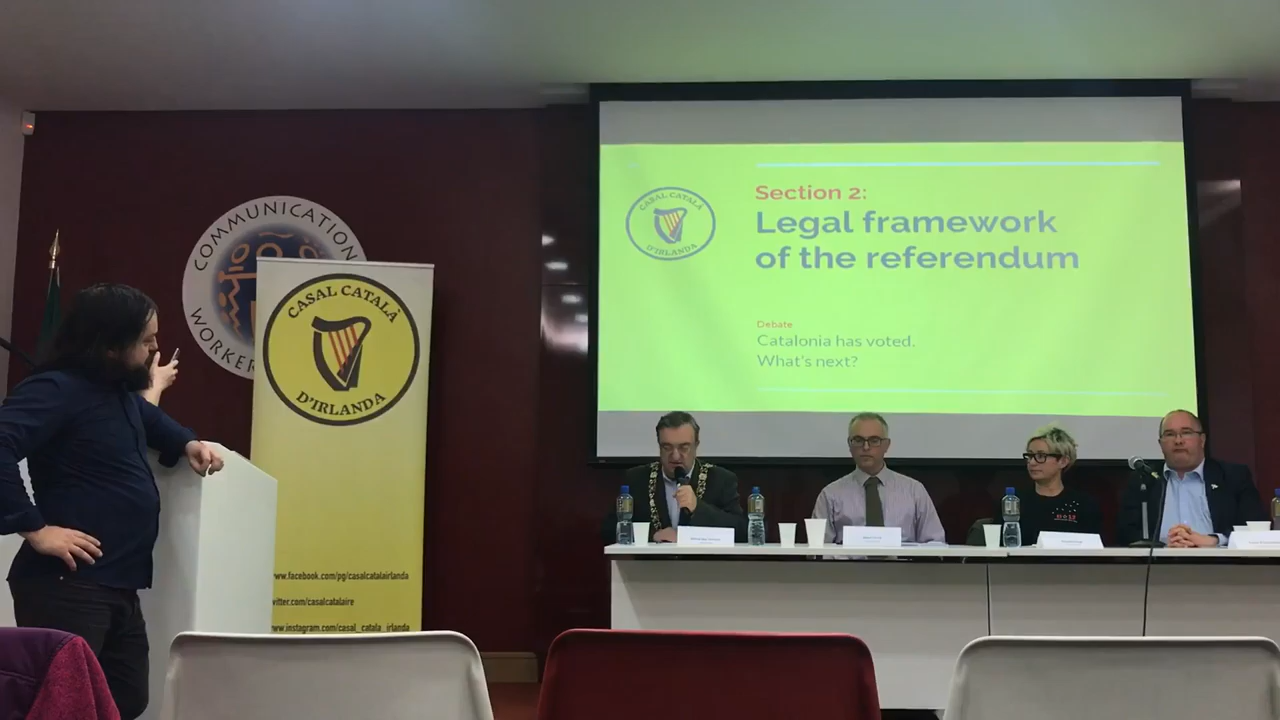 COMMUNICATION
WORKER
CASAL CATALÀ
D'IRLANDA
www.facebook.com/pg/casalcatalairlanda
witter.com/casalcatalaire
www.instagram.com/casal_catala_irlanda
CASAL CATALÀ
D'IRLANDA
Section 2:
Legal framework
of the referendum
Debate
Catalonia has voted.
What's next?